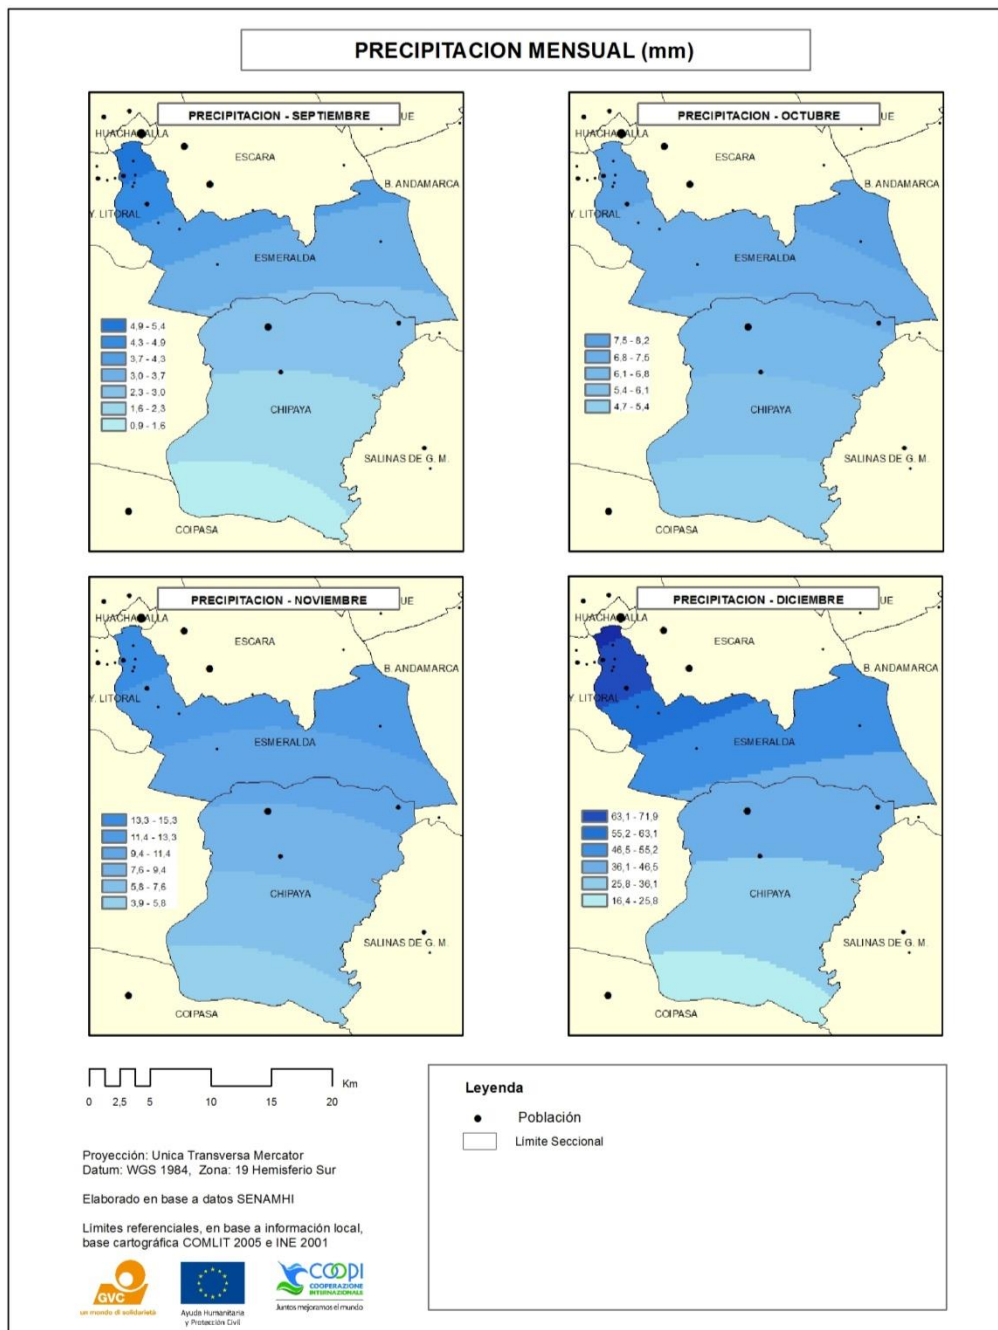 PRECIPITACION MENSUAL (mm)
PRECIPITACION - SEPTIEMBRE
UE
HUACHACALLA
ESCARA
B. ANDAMARCA
Y. LITORAL
ESMERALDA
4,9 - 5,4
4,3 - 4,9
3,7 - 4,3
3,0 - 3,7
2,3 - 3,0
1,6 - 2,3
0,9 - 1,6
CHIPAYA
SALINAS DE G. M.
COIPASA
PRECIPITACION - OCTUBRE
UE
HUACHACALLA
ESCARA
B. ANDAMARCA
Y. LITORAL
ESMERALDA
7,5 - 8,2
6,8 - 7,5
6,1 - 6,8
5,4 - 6,1
4,7 - 5,4
CHIPAYA
SALINAS DE G. M.
COIPASA
PRECIPITACION - NOVIEMBRE
UE
HUACHACALLA
ESCARA
B. ANDAMARCA
Y. LITORAL
ESMERALDA
13,3 - 15,3
11,4 - 13,3
9,4 - 11,4
7,6 - 9,4
5,8 - 7,6
3,9 - 5,8
CHIPAYA
SALINAS DE G. M.
COIPASA
PRECIPITACION - DICIEMBRE
UE
HUACHACALLA
ESCARA
B. ANDAMARCA
Y. LITORAL
ESMERALDA
63,1 - 71,9
55,2 - 63,1
46,5 - 55,2
36,1 - 46,5
25,8 - 36,1
16,4 - 25,8
CHIPAYA
SALINAS DE G. M.
COIPASA
Km
0 2,5 5 10 15 20
Proyección: Unica Transversa Mercator
Datum: WGS 1984, Zona: 19 Hemisferio Sur
Elaborado en base a datos SENAMHI
Límites referenciales, en base a información local,
base cartográfica COMLIT 2005 e INE 2001
GVC
un mondo di solidarietà
Ayuda Humanitaria
y Protección Civil
COOPI
COOPERAZIONE
INTERNAZIONALE
Juntos mejoramos el mundo
Leyenda
Población
Límite Seccional